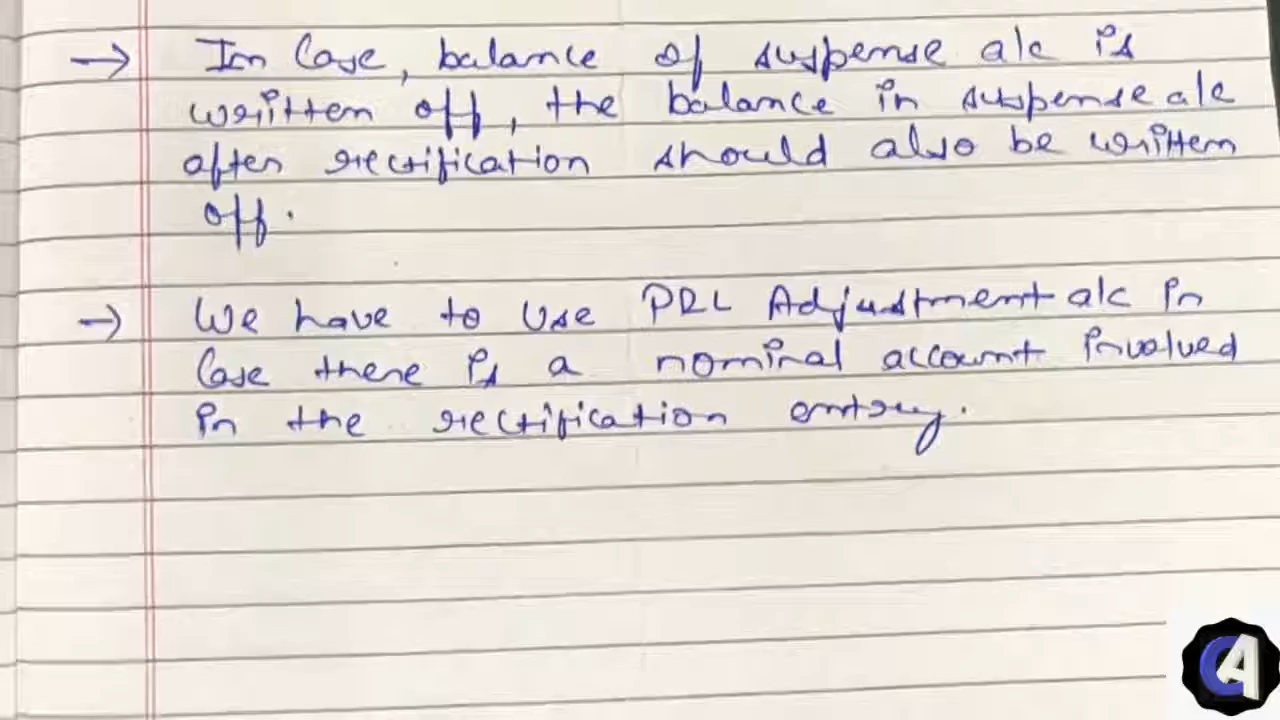 → In Case, balance of suspense a/c is
written off, the balance in suspense a/c
after rectification should also be written
off.
→ We have to use P&L Adjustment a/c in
Case there is a nominal account involved
in the rectification entry.
CA